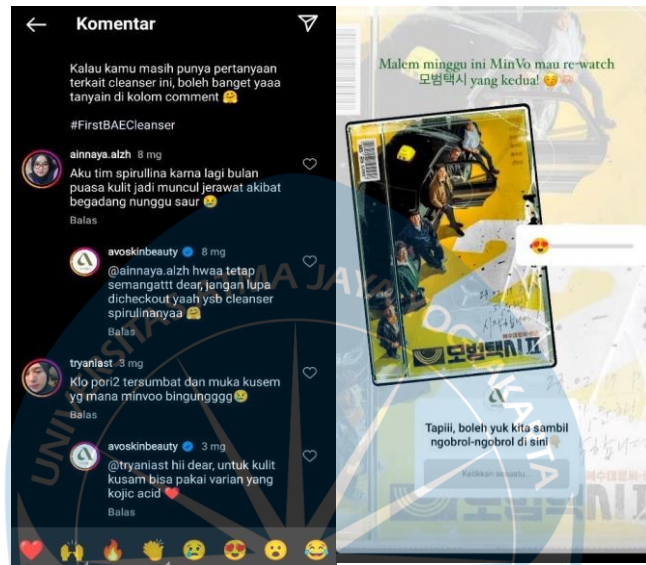 Komentar
Kalau kamu masih punya pertanyaan
terkait cleanser ini, boleh banget yaaa
tanyain di kolom comment 🤗
#FirstBAECleanser
ainnaya.alzh 8 mg
Aku tim spirullina karna lagi bulan
puasa kulit jadi muncul jerawat akibat
begadang nunggu saur 😢
Balas
avoskinbeauty 8 mg
@ainnaya.alzh hwaa tetap
semangattt dear, jangan lupa
dicheckout yaah ysb cleanser
spirulinanyaa 🤗
Balas
tryaniast 3 mg
Klo pori2 tersumbat dan muka kusem
yg mana minvoo bingungggg😢
Balas
avoskinbeauty 3 mg
@tryaniast hii dear, untuk kulit
kusam bisa pakai varian yang
kojic acid ❤️
Balas
Malem minggu ini MinVo mau re-watch
모범택시 yang kedua!
모범택시
Tapiii, boleh yuk kita sambil
ngobrol-ngobrol di sini👇
Ketikkan sesuatu...
UNIVERSITAS ATMA JAYA YOGYAKARTA